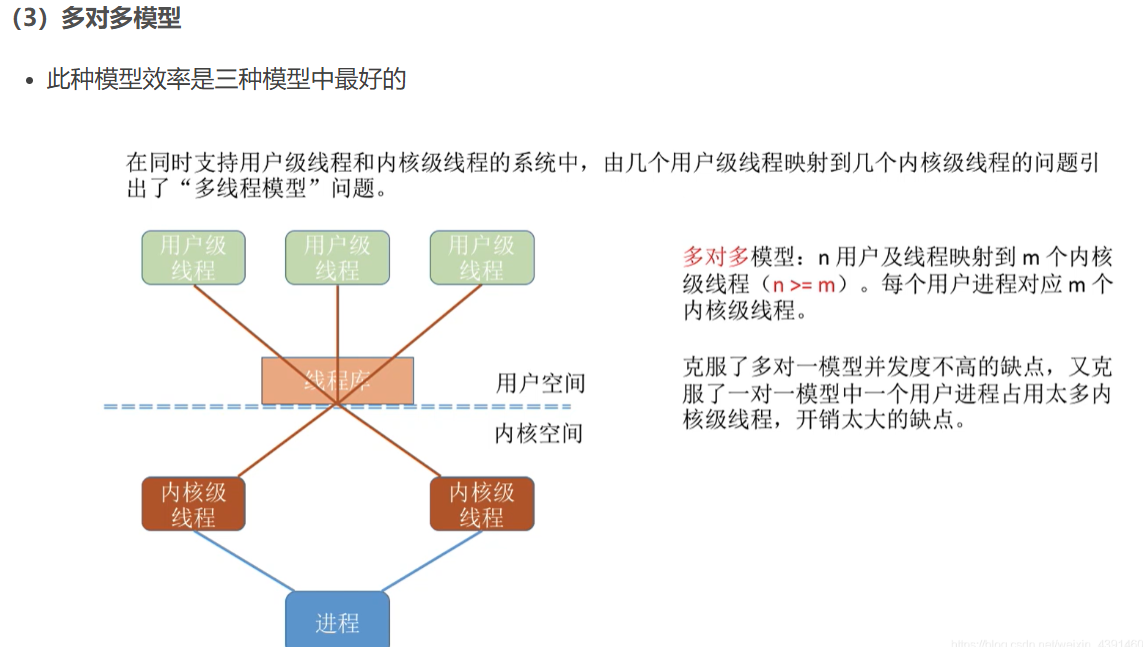 （3）多对多模型
• 此种模型效率是三种模型中最好的
在同时支持用户级线程和内核级线程的系统中，由几个用户级线程映射到几个内核级线程的问题引
出了“多线程模型”问题。
用户级
线程
用户级
线程
用户级
线程
多对多模型：n 用户及线程映射到 m 个内核
级线程（n >= m）。每个用户进程对应 m 个
内核级线程。
线程库
用户空间
内核空间
克服了多对一模型并发度不高的缺点，又克
服了一对一模型中一个用户进程占用太多内
核级线程，开销太大的缺点。
内核级
线程
内核级
线程
进程